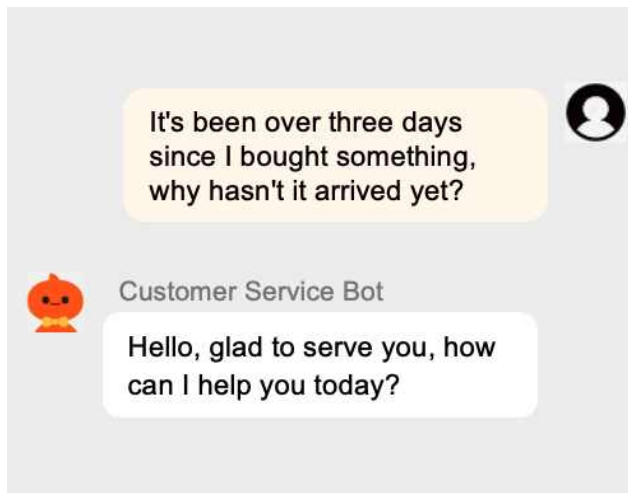 It's been over three days
since I bought something,
why hasn't it arrived yet?
Customer Service Bot
Hello, glad to serve you, how
can I help you today?